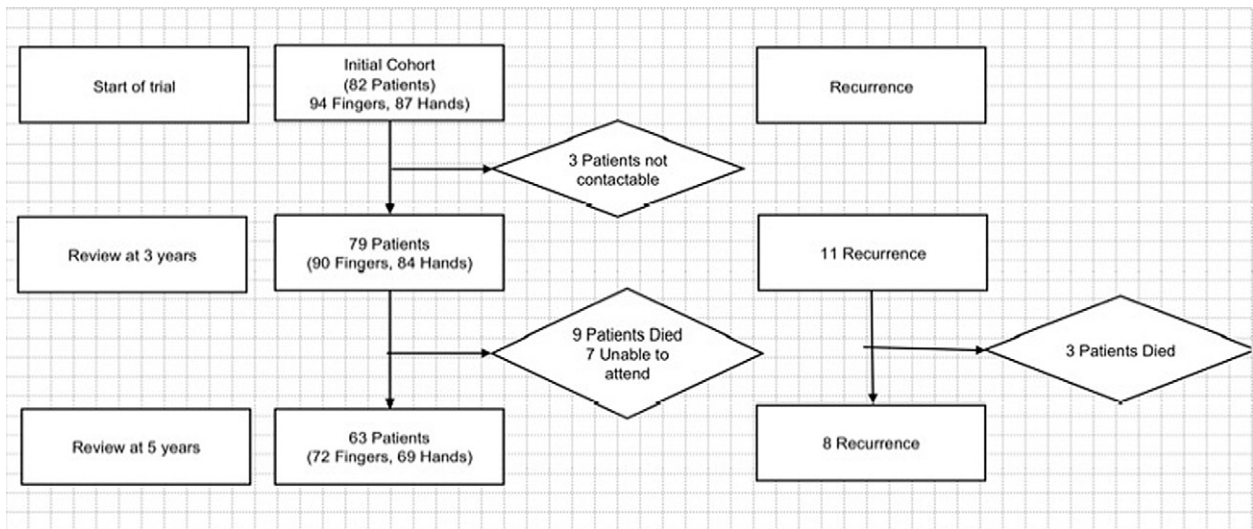 Start of trial
Initial Cohort
(82 Patients)
94 Fingers, 87 Hands)
Recurrence
3 Patients not
contactable
Review at 3 years
79 Patients
(90 Fingers, 84 Hands)
11 Recurrence
9 Patients Died
7 Unable to
attend
3 Patients Died
Review at 5 years
63 Patients
(72 Fingers, 69 Hands)
8 Recurrence